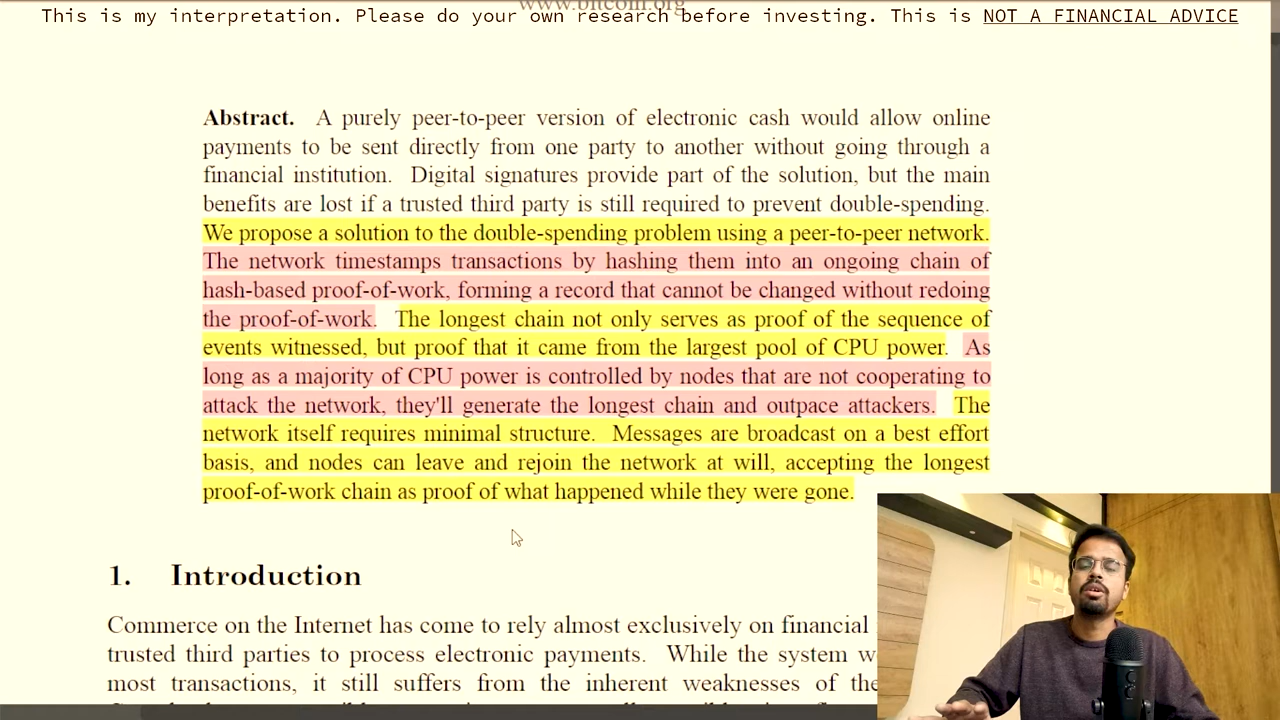 www.bitcoin.org
This is my interpretation. Please do your own research before investing. This is NOT A FINANCIAL ADVICE
Abstract. A purely peer-to-peer version of electronic cash would allow online
payments to be sent directly from one party to another without going through a
financial institution. Digital signatures provide part of the solution, but the main
benefits are lost if a trusted third party is still required to prevent double-spending.
We propose a solution to the double-spending problem using a peer-to-peer network.
The network timestamps transactions by hashing them into an ongoing chain of
hash-based proof-of-work, forming a record that cannot be changed without redoing
the proof-of-work. The longest chain not only serves as proof of the sequence of
events witnessed, but proof that it came from the largest pool of CPU power. As
long as a majority of CPU power is controlled by nodes that are not cooperating to
attack the network, they'll generate the longest chain and outpace attackers. The
network itself requires minimal structure. Messages are broadcast on a best effort
basis, and nodes can leave and rejoin the network at will, accepting the longest
proof-of-work chain as proof of what happened while they were gone.
1. Introduction
Commerce on the Internet has come to rely almost exclusively on financial
trusted third parties to process electronic payments. While the system w
most transactions, it still suffers from the inherent weaknesses of the